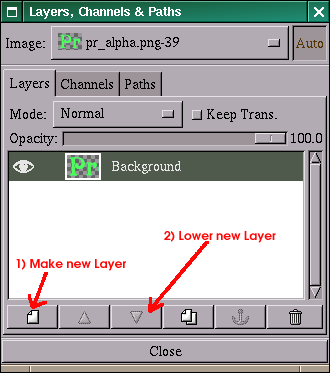 Layers, Channels & Paths
Image: pr_alpha.png-39 Auto
Layers Channels Paths
Mode: Normal Keep Trans.
Opacity: 100.0
Pr Background
2) Lower new Layer
1) Make new Layer
Close